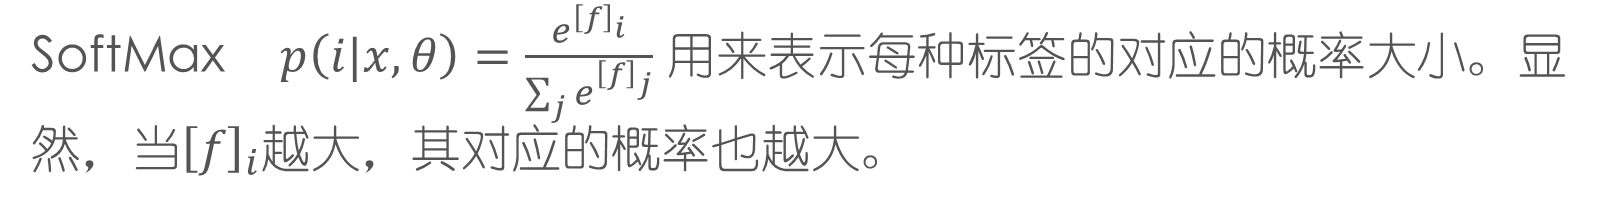 SoftMax p(i|x, θ) = e^{[f]_i} / ∑_j e^{[f]_j} 用来表示每种标签的对应的概率大小。显
然，当[f]_i越大，其对应的概率也越大。